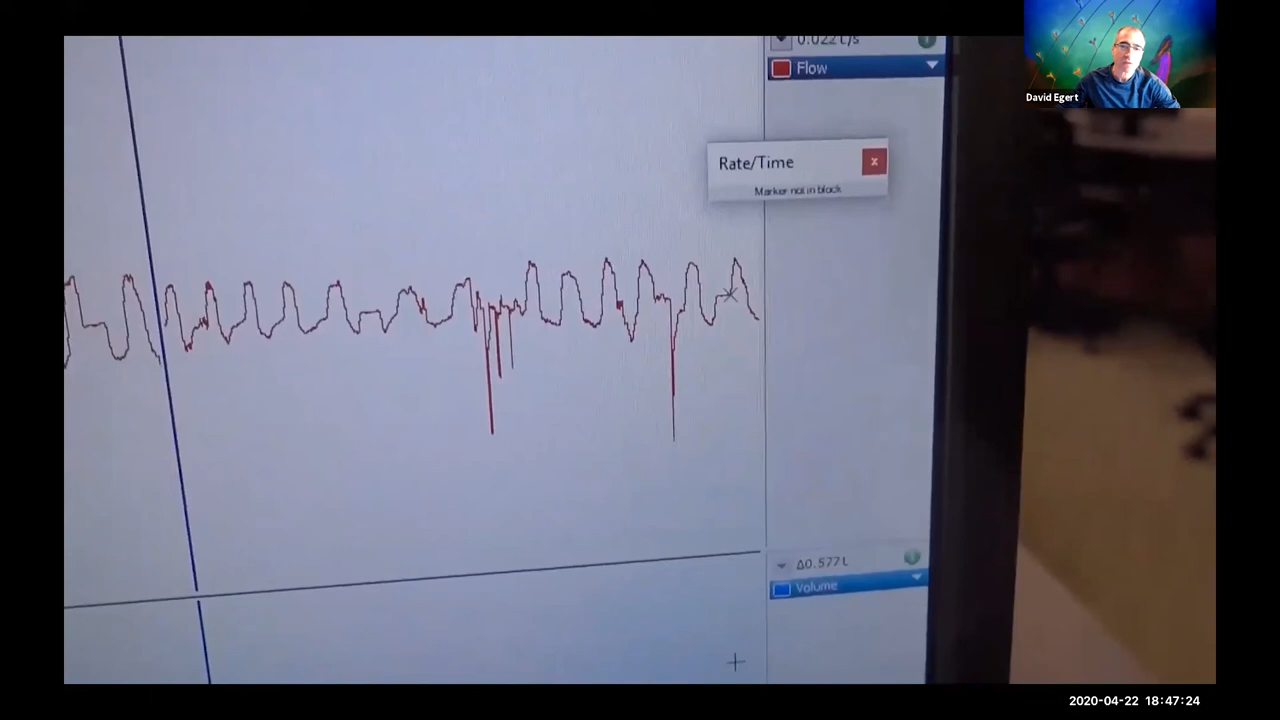 0.022 L/s
Flow
Rate/Time
x
Marker not in block
Δ0.577 L
Volume
David Egert
2020-04-22 18:47:24